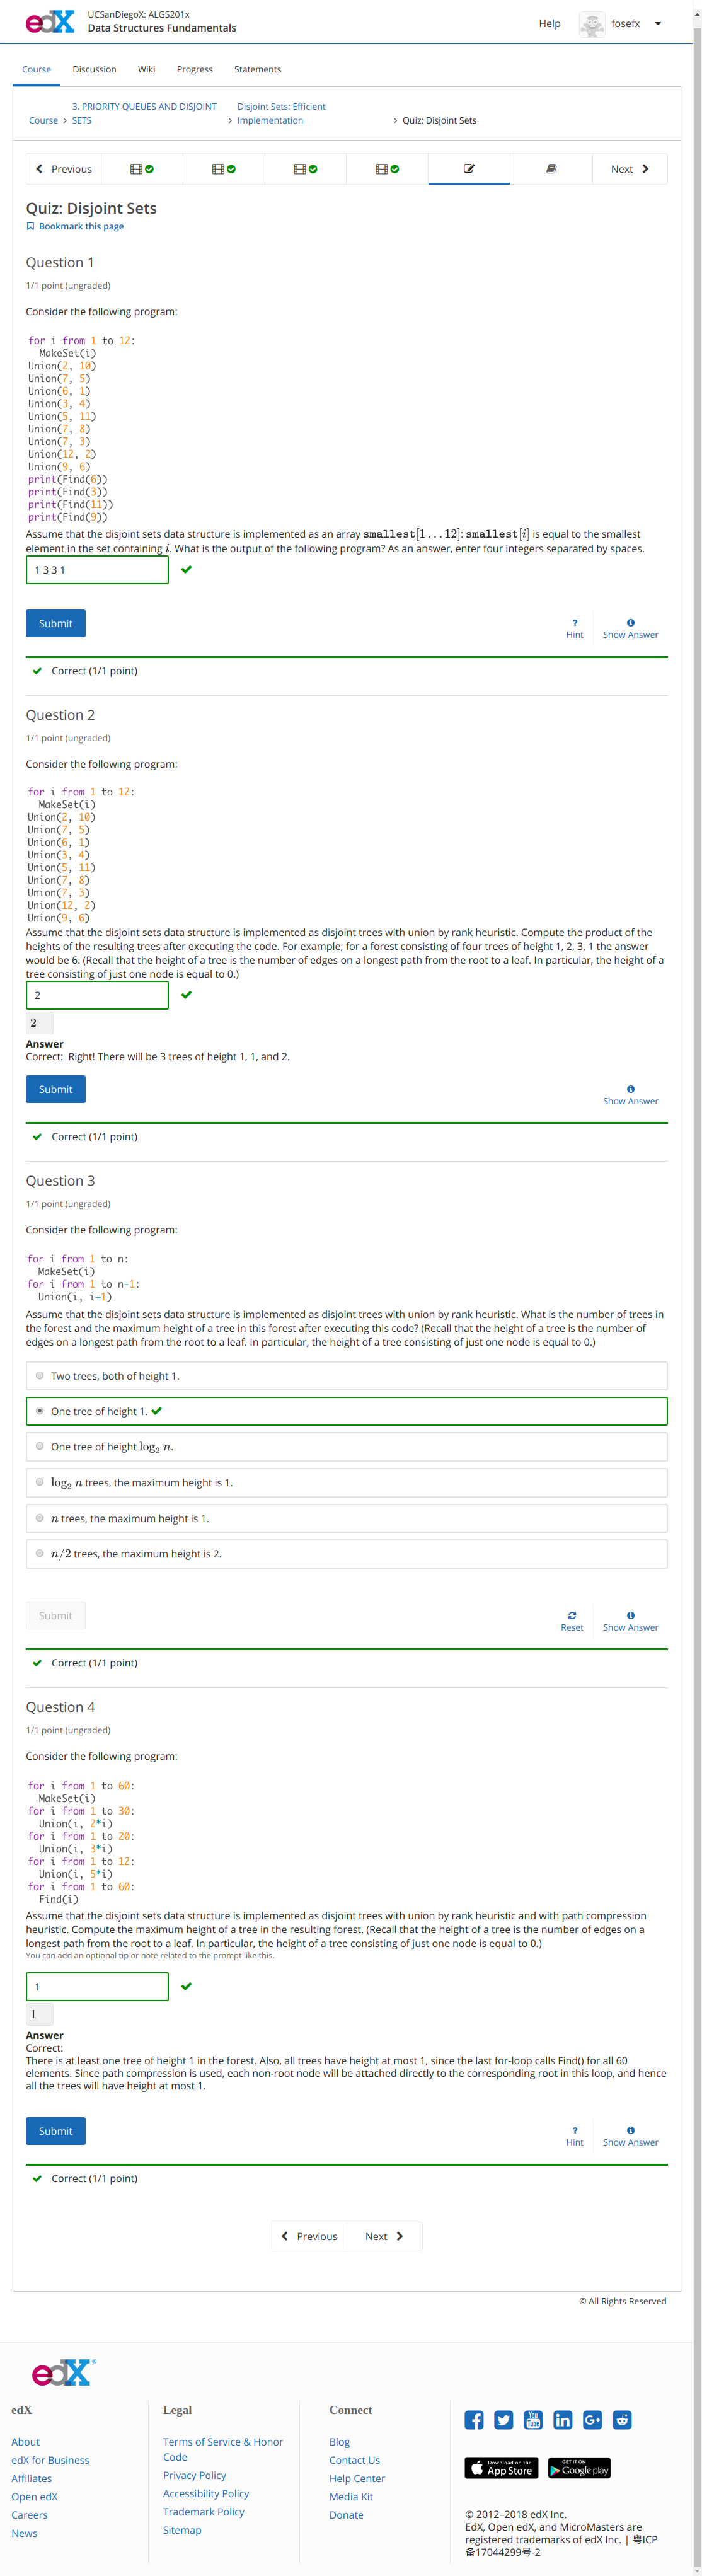 edX
UCSanDiegoX: ALGS201x
Data Structures Fundamentals
Help
fosefx
Course Discussion Wiki Progress Statements
Course > 3. PRIORITY QUEUES AND DISJOINT SETS > Disjoint Sets: Efficient Implementation > Quiz: Disjoint Sets
Previous
Next
Quiz: Disjoint Sets
Bookmark this page
Question 1
1/1 point (ungraded)
Consider the following program:
for i from 1 to 12:
MakeSet(i)
Union(2, 10)
Union(7, 5)
Union(6, 1)
Union(3, 4)
Union(5, 11)
Union(7, 8)
Union(7, 3)
Union(12, 2)
Union(9, 6)
print(Find(6))
print(Find(3))
print(Find(11))
print(Find(9))
Assume that the disjoint sets data structure is implemented as an array smallest[1...12]: smallest[i] is equal to the smallest
element in the set containing i. What is the output of the following program? As an answer, enter four integers separated by spaces.
1 3 3 1
Submit
? Hint
Show Answer
Correct (1/1 point)
Question 2
1/1 point (ungraded)
Consider the following program:
for i from 1 to 12:
MakeSet(i)
Union(2, 10)
Union(7, 5)
Union(6, 1)
Union(3, 4)
Union(5, 11)
Union(7, 8)
Union(7, 3)
Union(12, 2)
Union(9, 6)
Assume that the disjoint sets data structure is implemented as disjoint trees with union by rank heuristic. Compute the product of the
heights of the resulting trees after executing the code. For example, for a forest consisting of four trees of height 1, 2, 3, 1 the answer
would be 6. (Recall that the height of a tree is the number of edges on a longest path from the root to a leaf. In particular, the height of a
tree consisting of just one node is equal to 0.)
2
2
Answer
Correct: Right! There will be 3 trees of height 1, 1, and 2.
Submit
Show Answer
Correct (1/1 point)
Question 3
1/1 point (ungraded)
Consider the following program:
for i from 1 to n:
MakeSet(i)
for i from 1 to n-1:
Union(i, i+1)
Assume that the disjoint sets data structure is implemented as disjoint trees with union by rank heuristic. What is the number of trees in
the forest and the maximum height of a tree in this forest after executing this code? (Recall that the height of a tree is the number of
edges on a longest path from the root to a leaf. In particular, the height of a tree consisting of just one node is equal to 0.)
Two trees, both of height 1.
One tree of height 1.
One tree of height log₂ n.
log₂ n trees, the maximum height is 1.
n trees, the maximum height is 1.
n/2 trees, the maximum height is 2.
Submit
Reset
Show Answer
Correct (1/1 point)
Question 4
1/1 point (ungraded)
Consider the following program:
for i from 1 to 60:
MakeSet(i)
for i from 1 to 30:
Union(i, 2*i)
for i from 1 to 20:
Union(i, 3*i)
for i from 1 to 12:
Union(i, 5*i)
for i from 1 to 60:
Find(i)
Assume that the disjoint sets data structure is implemented as disjoint trees with union by rank heuristic and with path compression
heuristic. Compute the maximum height of a tree in the resulting forest. (Recall that the height of a tree is the number of edges on a
longest path from the root to a leaf. In particular, the height of a tree consisting of just one node is equal to 0.)
You can add an optional tip or note related to the prompt like this.
1
1
Answer
Correct:
There is at least one tree of height 1 in the forest. Also, all trees have height at most 1, since the last for-loop calls Find() for all 60
elements. Since path compression is used, each non-root node will be attached directly to the corresponding root in this loop, and hence
all the trees will have height at most 1.
Submit
? Hint
Show Answer
Correct (1/1 point)
Previous
Next
© All Rights Reserved
edX
edX
About
edX for Business
Affiliates
Open edX
Careers
News
Legal
Terms of Service & Honor
Code
Privacy Policy
Accessibility Policy
Trademark Policy
Sitemap
Connect
Blog
Contact Us
Help Center
Media Kit
Donate
You Tube
in
G+
Download on the App Store
GET IT ON Google play
© 2012–2018 edX Inc.
EdX, Open edX, and MicroMasters are
registered trademarks of edX Inc. | 粤ICP
备17044299号-2